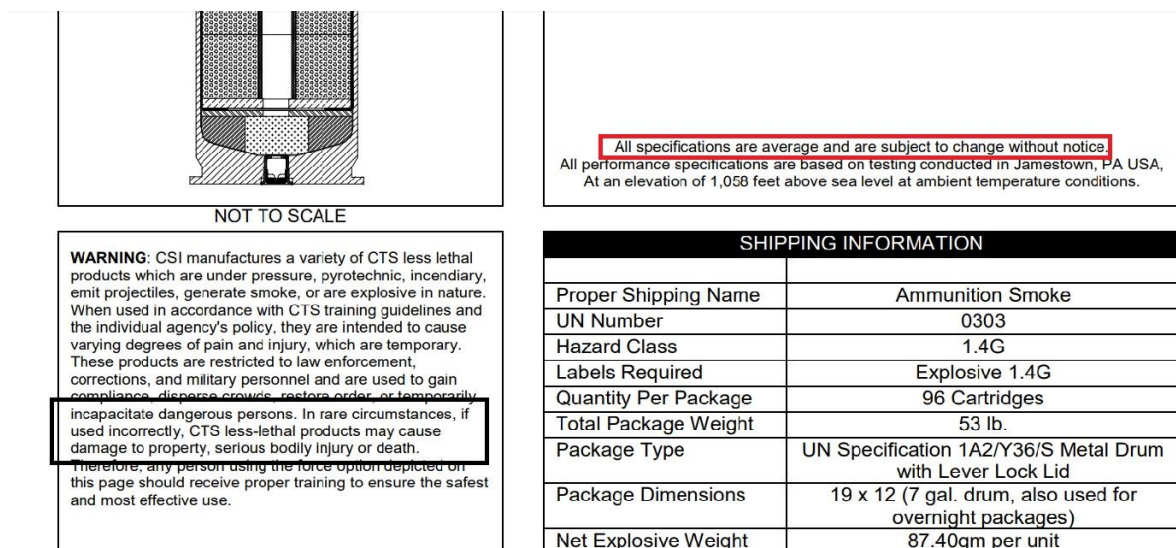 NOT TO SCALE
All specifications are average and are subject to change without notice.
All performance specifications are based on testing conducted in Jamestown, PA USA,
At an elevation of 1,058 feet above sea level at ambient temperature conditions.
WARNING: CSI manufactures a variety of CTS less lethal
products which are under pressure, pyrotechnic, incendiary,
emit projectiles, generate smoke, or are explosive in nature.
When used in accordance with CTS training guidelines and
the individual agency's policy, they are intended to cause
varying degrees of pain and injury, which are temporary.
These products are restricted to law enforcement,
corrections, and military personnel and are used to gain
compliance, disperse crowds, restore order, or temporarily
incapacitate dangerous persons. In rare circumstances, if
used incorrectly, CTS less-lethal products may cause
damage to property, serious bodily injury or death.
Therefore, any person using the force option depicted on
this page should receive proper training to ensure the safest
and most effective use.
SHIPPING INFORMATION
Proper Shipping Name Ammunition Smoke
UN Number 0303
Hazard Class 1.4G
Labels Required Explosive 1.4G
Quantity Per Package 96 Cartridges
Total Package Weight 53 lb.
Package Type UN Specification 1A2/Y36/S Metal Drum
with Lever Lock Lid
Package Dimensions 19 x 12 (7 gal. drum, also used for
overnight packages)
Net Explosive Weight 87.40gm per unit